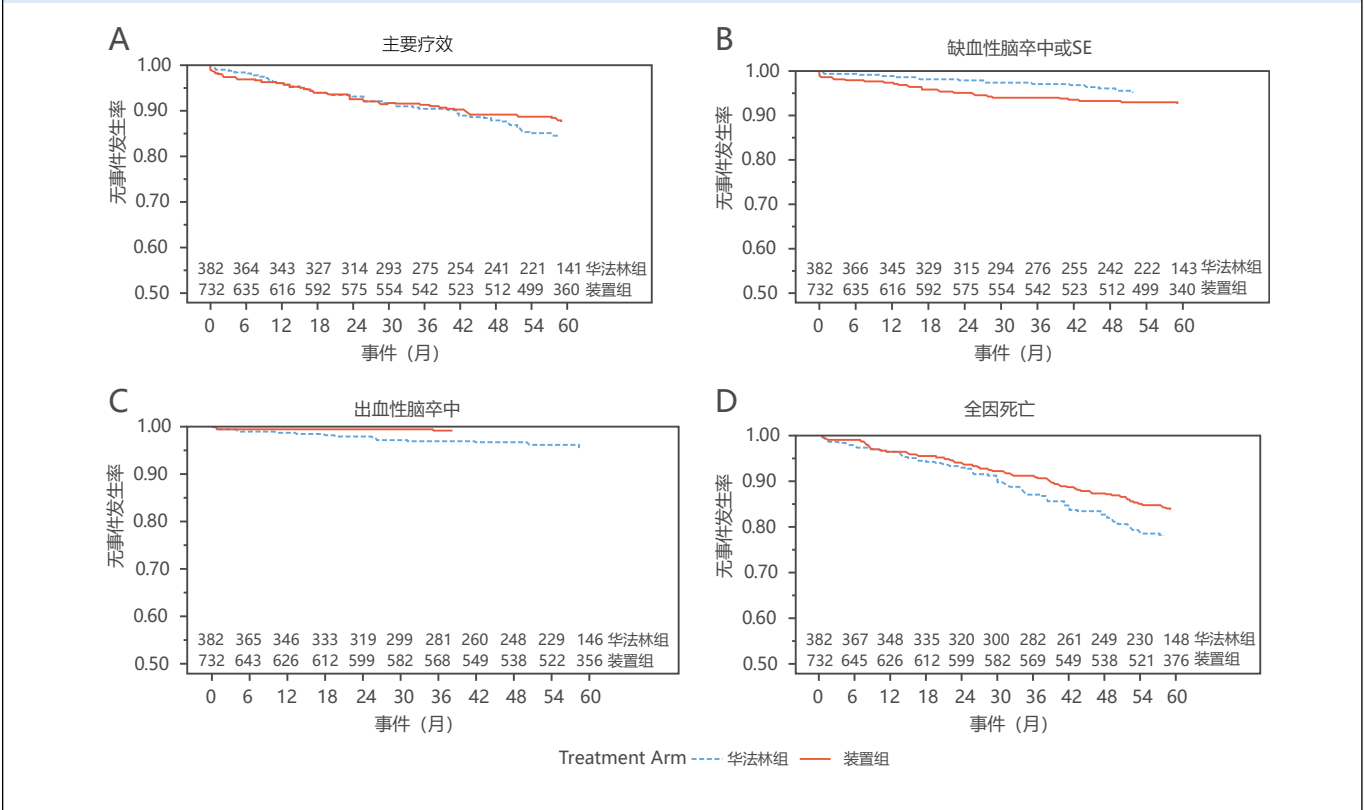 A
主要疗效
无事件发生率
1.00
0.90
0.80
0.70
0.60
0.50
382 364 343 327 314 293 275 254 241 221 141 华法林组
732 635 616 592 575 554 542 523 512 499 360 装置组
0 6 12 18 24 30 36 42 48 54 60
事件（月）
B
缺血性脑卒中或SE
无事件发生率
1.00
0.90
0.80
0.70
0.60
0.50
382 366 345 329 315 294 276 255 242 222 143 华法林组
732 635 616 592 575 554 542 523 512 499 340 装置组
0 6 12 18 24 30 36 42 48 54 60
事件（月）
C
出血性脑卒中
无事件发生率
1.00
0.90
0.80
0.70
0.60
0.50
382 365 346 333 319 299 281 260 248 229 146 华法林组
732 643 626 612 599 582 568 549 538 522 356 装置组
0 6 12 18 24 30 36 42 48 54 60
事件（月）
D
全因死亡
无事件发生率
1.00
0.90
0.80
0.70
0.60
0.50
382 367 348 335 320 300 282 261 249 230 148 华法林组
732 645 626 612 599 582 569 549 538 521 376 装置组
0 6 12 18 24 30 36 42 48 54 60
事件（月）
Treatment Arm 华法林组 装置组